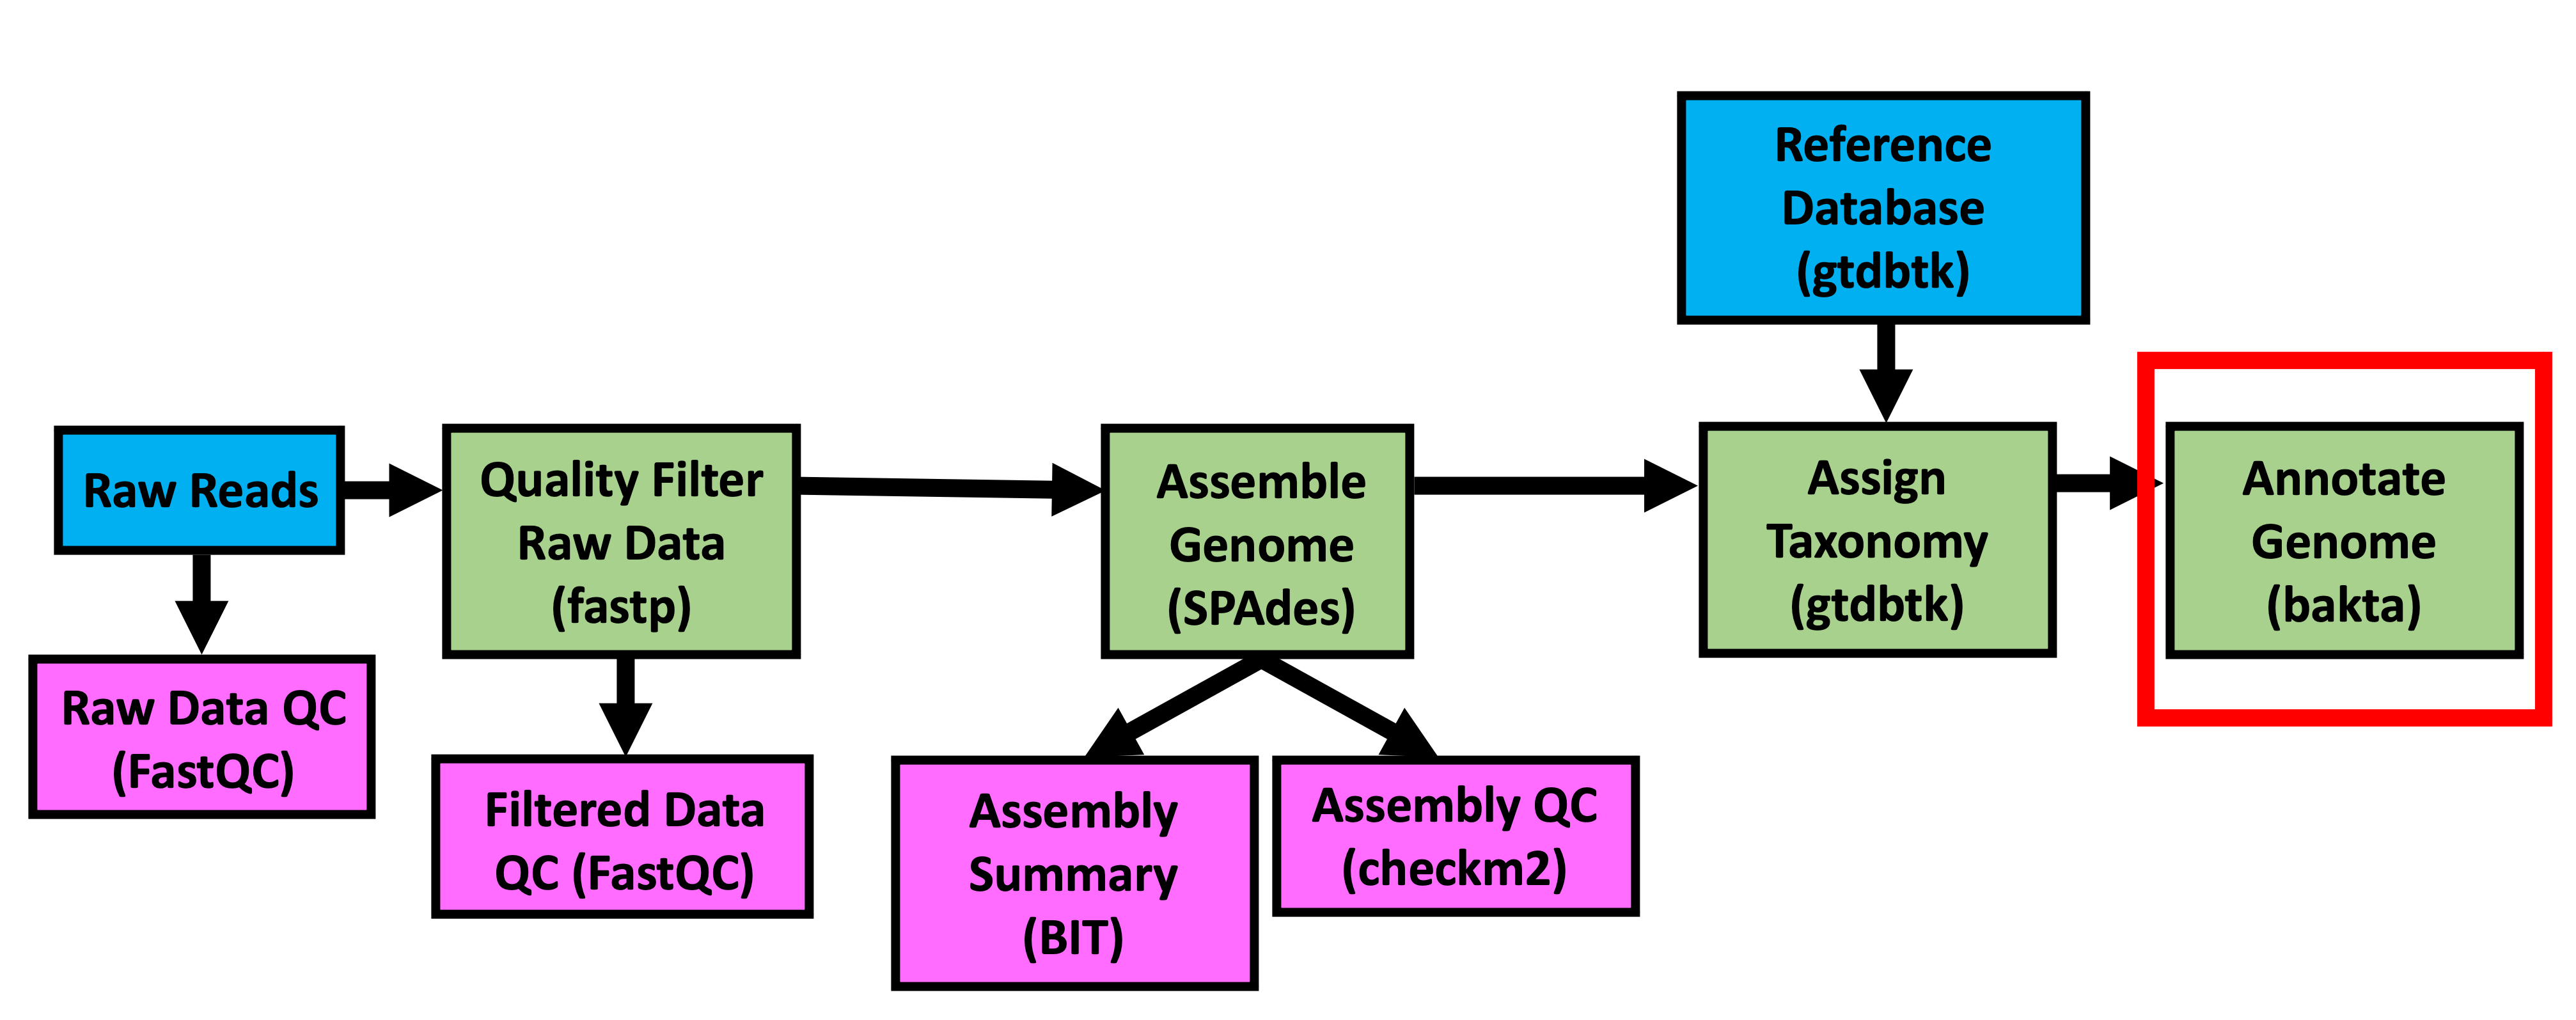 Reference
Database
(gtdbtk)
Raw Reads
Quality Filter
Raw Data
(fastp)
Assemble
Genome
(SPAdes)
Assign
Taxonomy
(gtdbtk)
Annotate
Genome
(bakta)
Raw Data QC
(FastQC)
Filtered Data
QC (FastQC)
Assembly
Summary
(BIT)
Assembly QC
(checkm2)